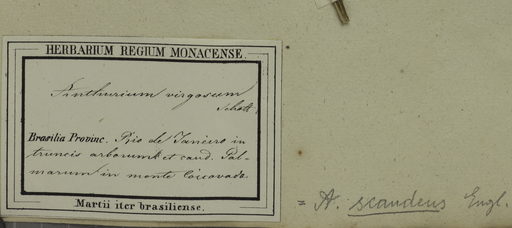 HERBARIUM REGIUM MONACENSE.
Anthurium virgosum
Schott.
Brasilia Provinc. Rio de Janeiro in
truncis arborum et caud. Pal-
marum in monte Corcovado.
Martii iter brasiliense.
= A. scandens Engl.